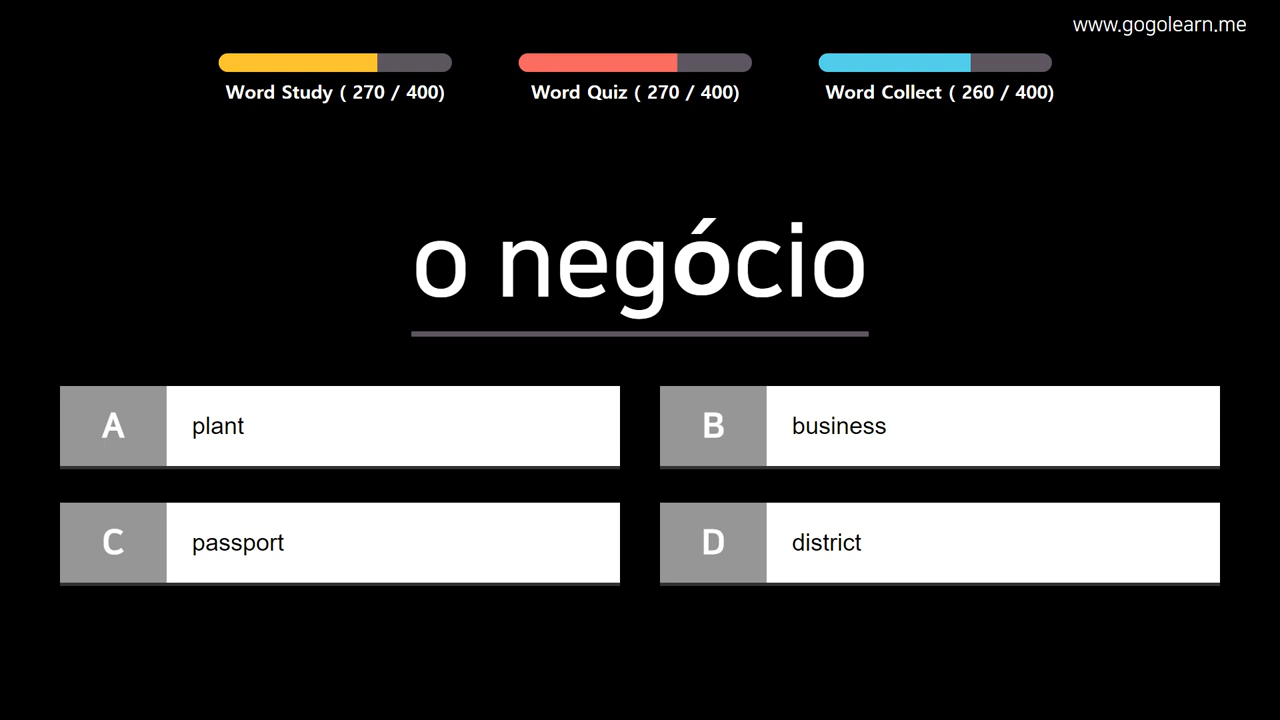 www.gogolearn.me
Word Study ( 270 / 400)
Word Quiz ( 270 / 400)
Word Collect ( 260 / 400)
o negócio
A plant
B business
C passport
D district